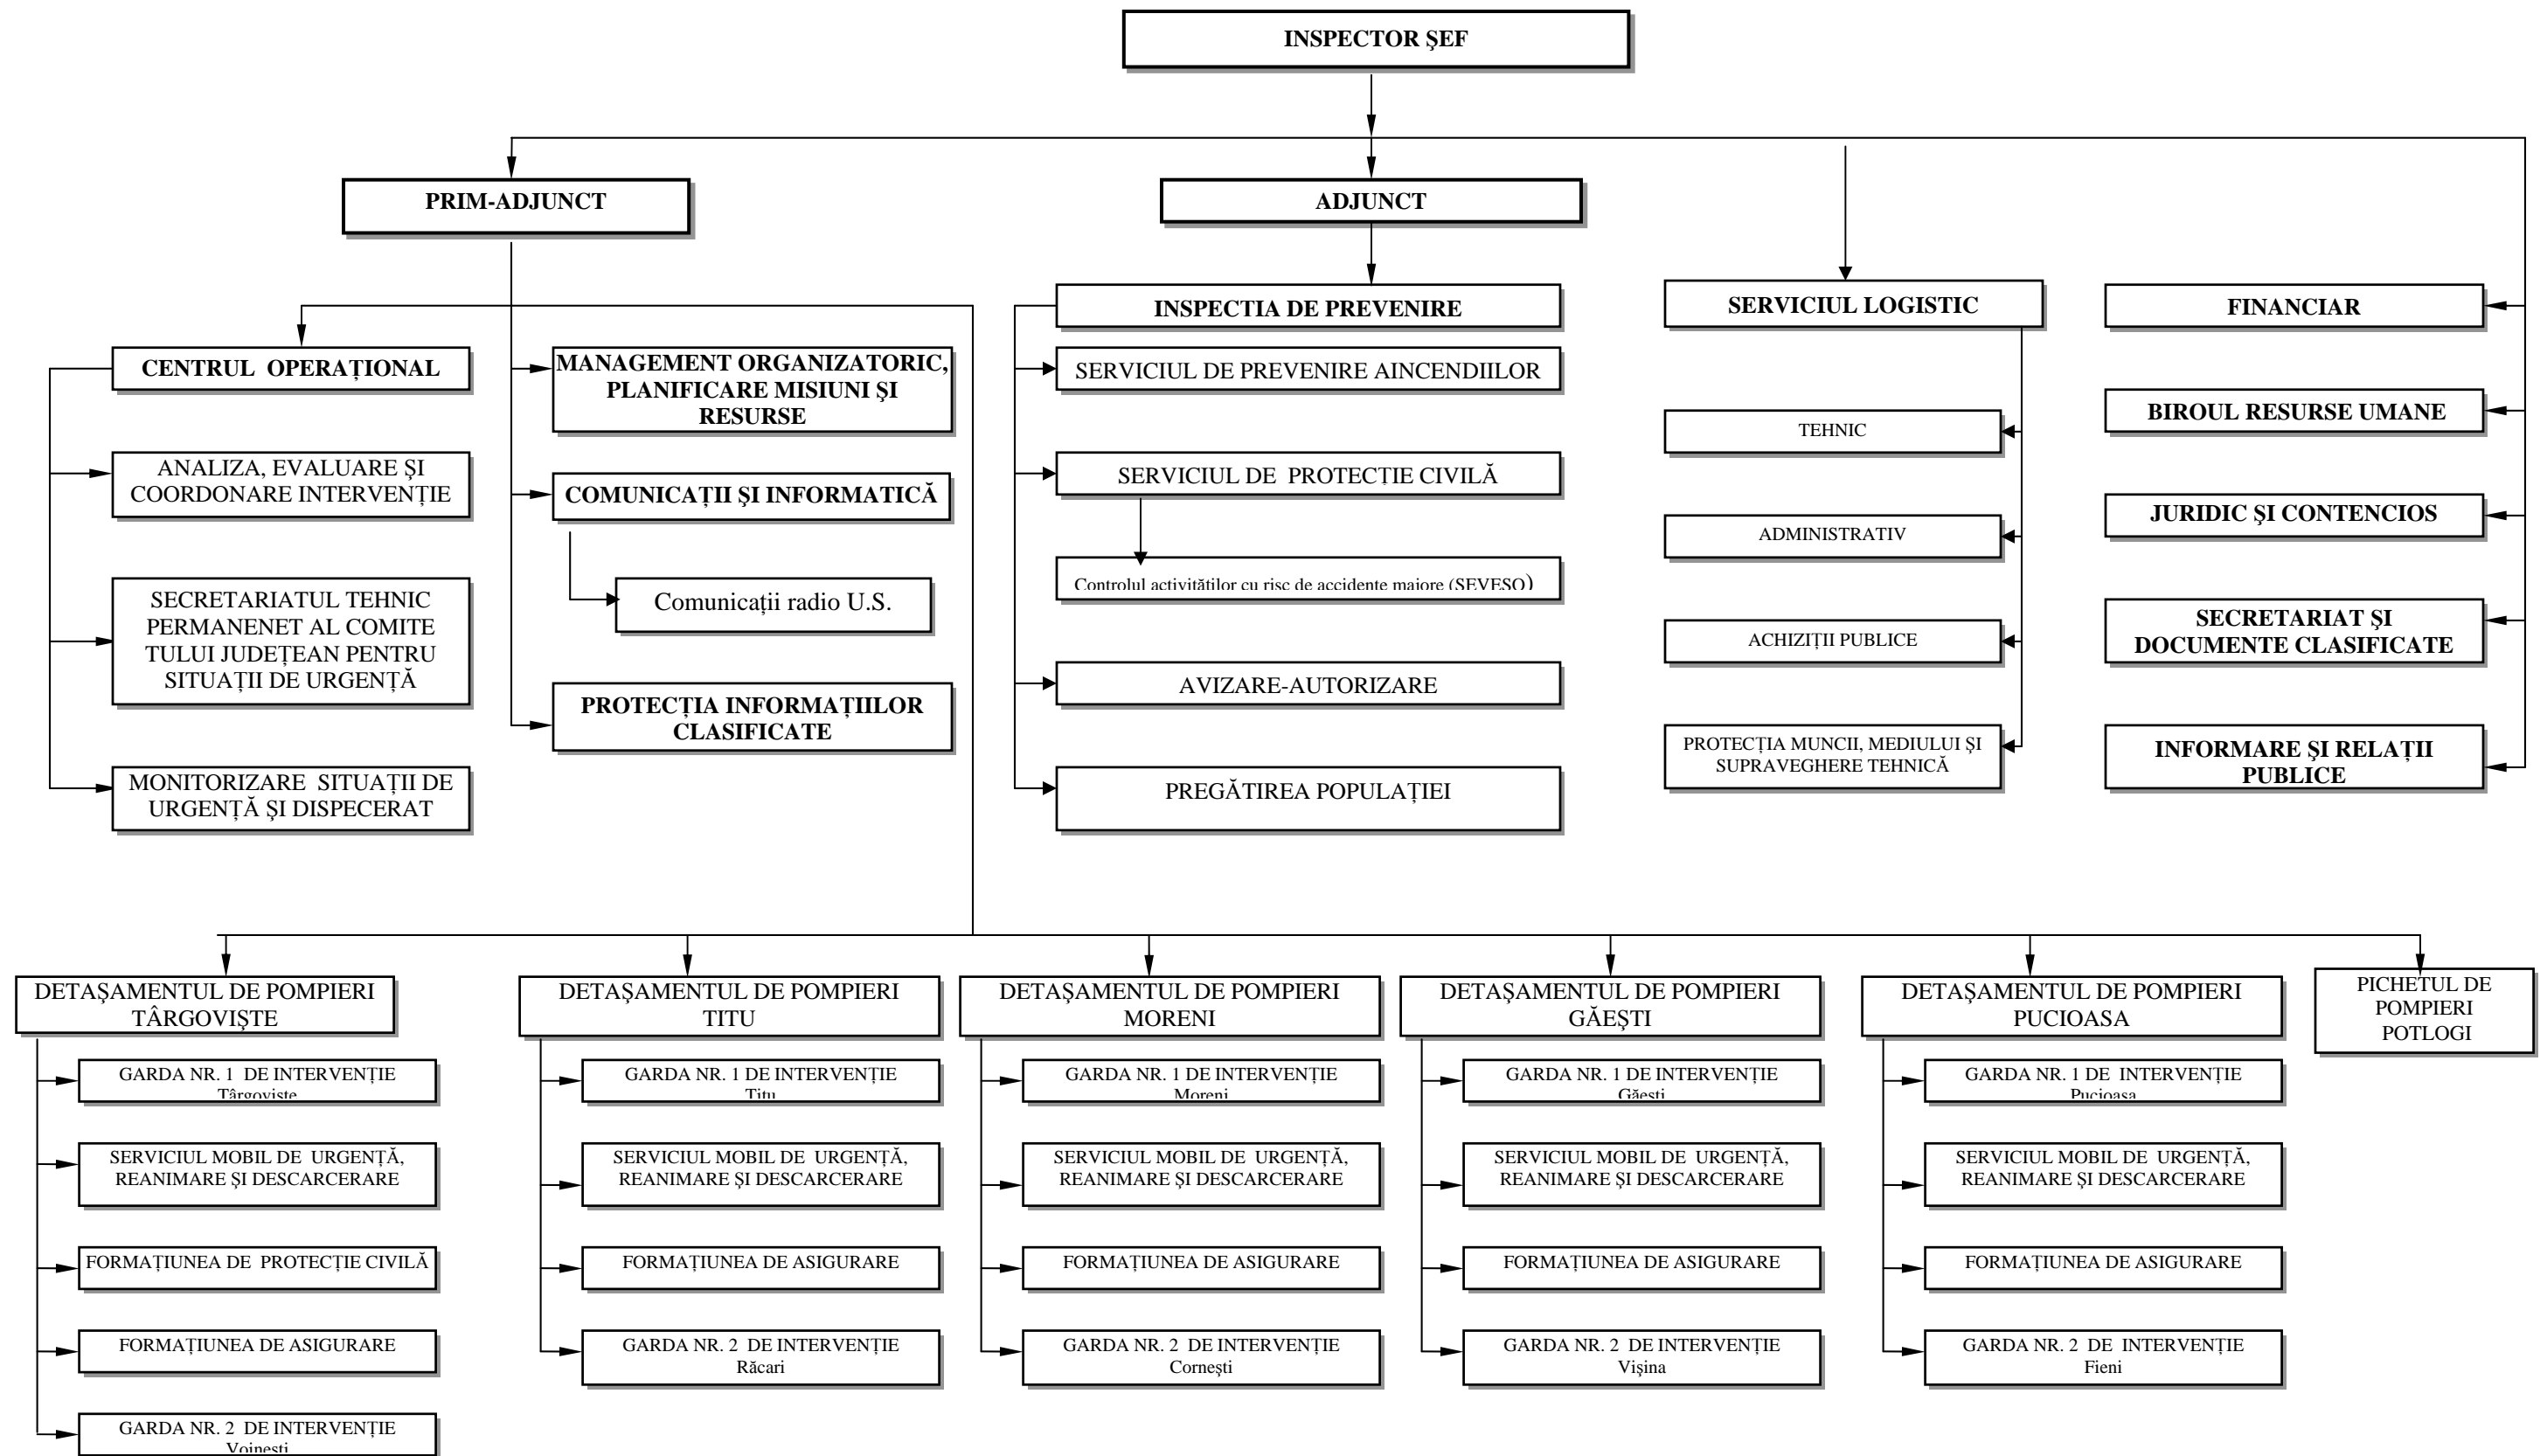 INSPECTOR ŞEF
PRIM-ADJUNCT
ADJUNCT
CENTRUL OPERAȚIONAL
ANALIZA, EVALUARE ŞI
COORDONARE INTERVENȚIE
SECRETARIATUL TEHNIC
PERMANENET AL COMITE
TULUI JUDEȚEAN PENTRU
SITUAȚII DE URGENȚĂ
MONITORIZARE SITUAȚII DE
URGENȚĂ ŞI DISPECERAT
MANAGEMENT ORGANIZATORIC,
PLANIFICARE MISIUNI ŞI
RESURSE
COMUNICAȚII ŞI INFORMATICĂ
Comunicații radio U.S.
PROTECȚIA INFORMAȚIILOR
CLASIFICATE
INSPECTIA DE PREVENIRE
SERVICIUL DE PREVENIRE AINCENDIILOR
SERVICIUL DE PROTECȚIE CIVILĂ
Controlul activitătilor cu risc de accidente maiore (SEVESO)
AVIZARE-AUTORIZARE
PREGĂTIREA POPULAȚIEI
SERVICIUL LOGISTIC
TEHNIC
ADMINISTRATIV
ACHIZIȚII PUBLICE
PROTECȚIA MUNCII, MEDIULUI ŞI
SUPRAVEGHERE TEHNICĂ
FINANCIAR
BIROUL RESURSE UMANE
JURIDIC ŞI CONTENCIOS
SECRETARIAT ŞI
DOCUMENTE CLASIFICATE
INFORMARE ŞI RELAȚII
PUBLICE
DETAŞAMENTUL DE POMPIERI
TÂRGOVIŞTE
GARDA NR. 1 DE INTERVENȚIE
Târgoviste
SERVICIUL MOBIL DE URGENȚĂ,
REANIMARE ŞI DESCARCERARE
FORMAȚIUNEA DE PROTECȚIE CIVILĂ
FORMAȚIUNEA DE ASIGURARE
GARDA NR. 2 DE INTERVENȚIE
Voinesti
DETAŞAMENTUL DE POMPIERI
TITU
GARDA NR. 1 DE INTERVENȚIE
Titu
SERVICIUL MOBIL DE URGENȚĂ,
REANIMARE ŞI DESCARCERARE
FORMAȚIUNEA DE ASIGURARE
GARDA NR. 2 DE INTERVENȚIE
Răcari
DETAŞAMENTUL DE POMPIERI
MORENI
GARDA NR. 1 DE INTERVENȚIE
Moreni
SERVICIUL MOBIL DE URGENȚĂ,
REANIMARE ŞI DESCARCERARE
FORMAȚIUNEA DE ASIGURARE
GARDA NR. 2 DE INTERVENȚIE
Corneşti
DETAŞAMENTUL DE POMPIERI
GĂEŞTI
GARDA NR. 1 DE INTERVENȚIE
Găesti
SERVICIUL MOBIL DE URGENȚĂ,
REANIMARE ŞI DESCARCERARE
FORMAȚIUNEA DE ASIGURARE
GARDA NR. 2 DE INTERVENȚIE
Vișina
DETAŞAMENTUL DE POMPIERI
PUCIOASA
GARDA NR. 1 DE INTERVENȚIE
Pucioasa
SERVICIUL MOBIL DE URGENȚĂ,
REANIMARE ŞI DESCARCERARE
FORMAȚIUNEA DE ASIGURARE
GARDA NR. 2 DE INTERVENȚIE
Fieni
PICHETUL DE
POMPIERI
POTLOGI